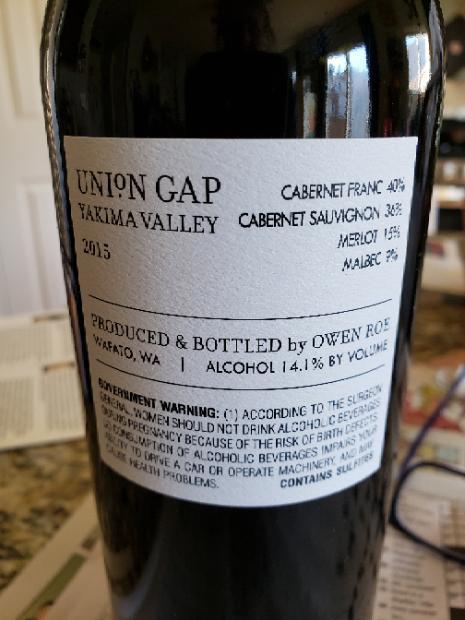 UNION GAP
YAKIMA VALLEY
2015
CABERNET FRANC 40%
CABERNET SAUVIGNON 36%
MERLOT 15%
MALBEC 9%
PRODUCED & BOTTLED by OWEN ROE
WAPATO, WA | ALCOHOL 14.1% BY VOLUME
GOVERNMENT WARNING: (1) ACCORDING TO THE SURGEON
GENERAL, WOMEN SHOULD NOT DRINK ALCOHOLIC BEVERAGES
DURING PREGNANCY BECAUSE OF THE RISK OF BIRTH DEFECTS.
(2) CONSUMPTION OF ALCOHOLIC BEVERAGES IMPAIRS YOUR
ABILITY TO DRIVE A CAR OR OPERATE MACHINERY, AND MAY
CAUSE HEALTH PROBLEMS. CONTAINS SULFITES